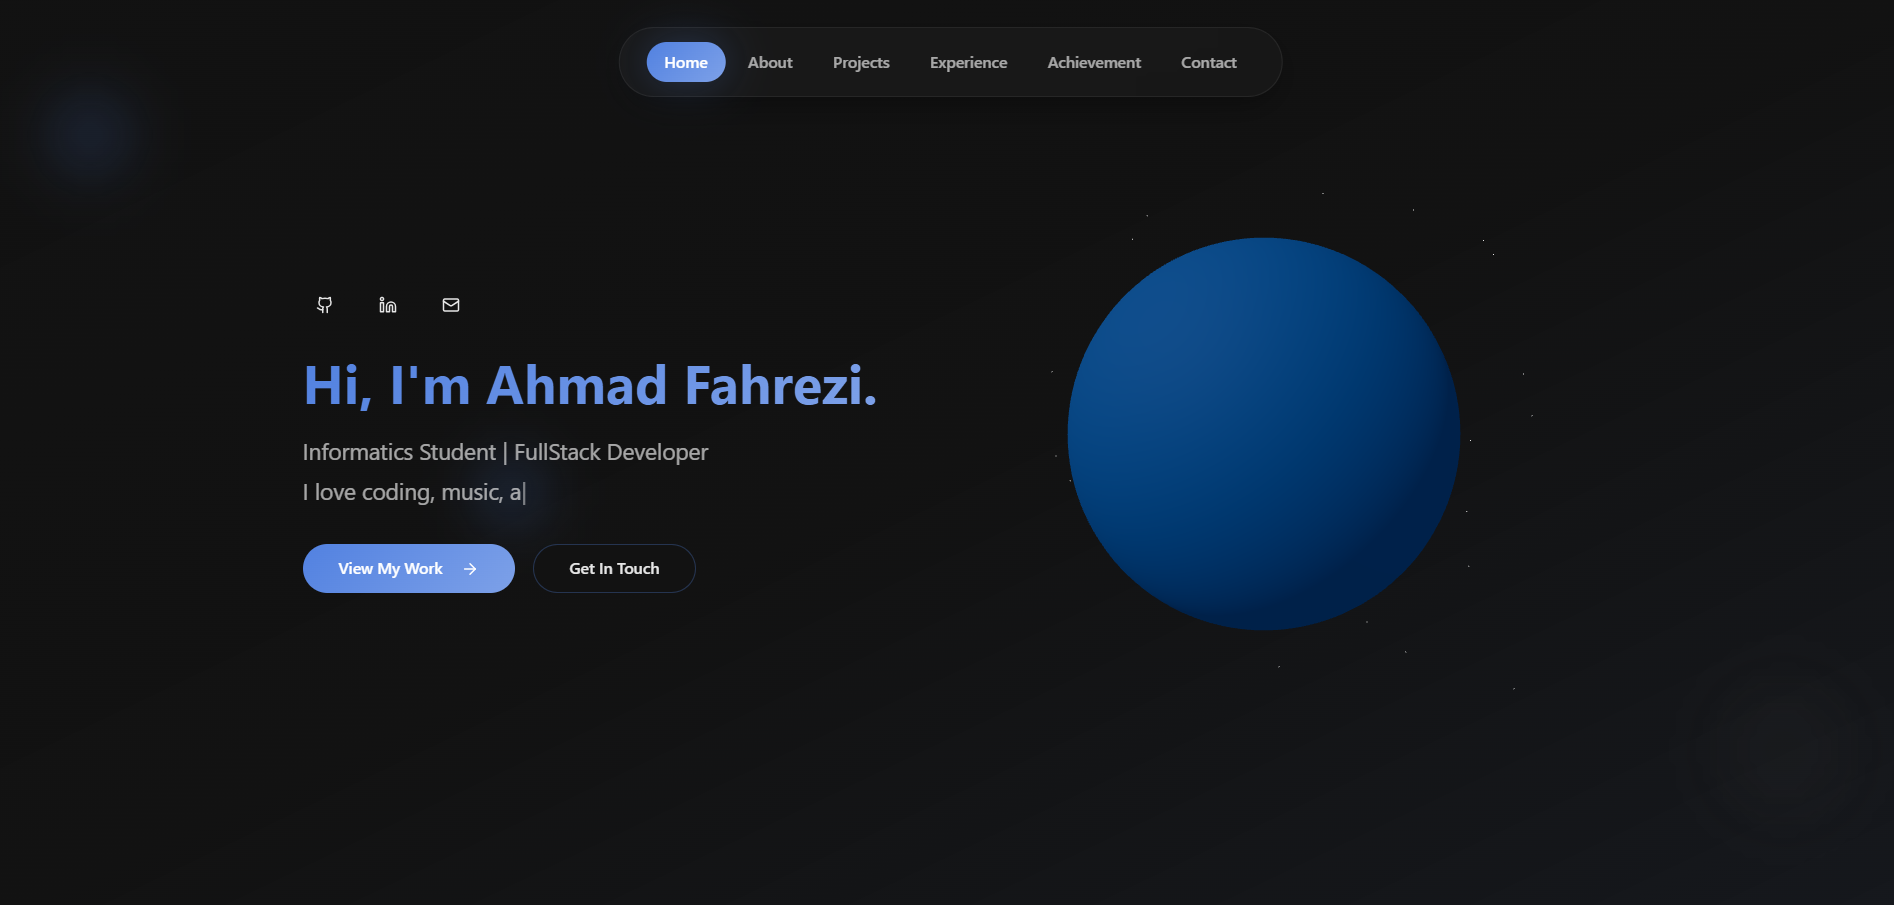 Home About Projects Experience Achievement Contact
Hi, I'm Ahmad Fahrezi.
Informatics Student | FullStack Developer
I love coding, music, a|
View My Work Get In Touch